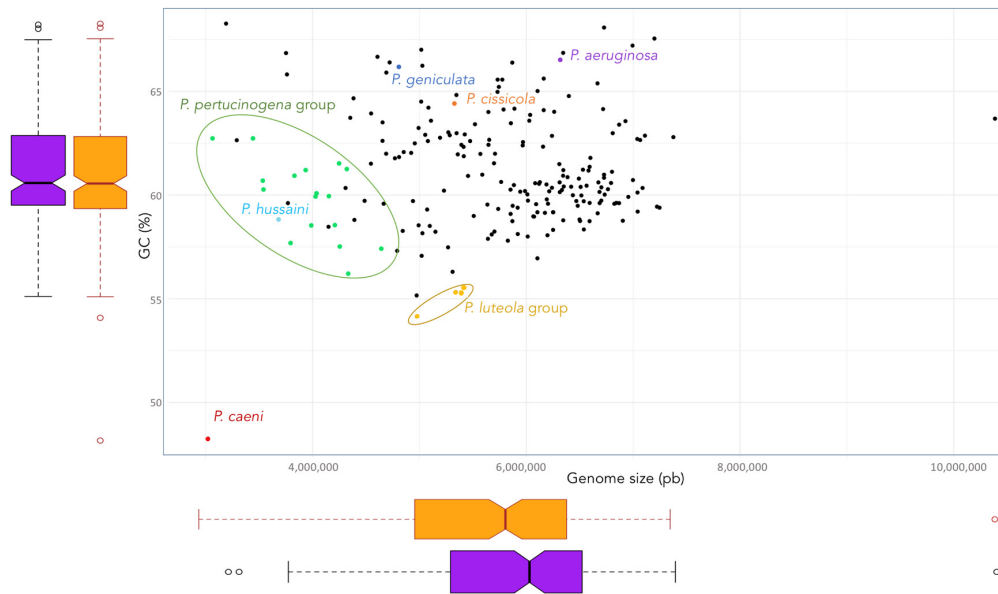 P. aeruginosa
P. geniculata
65
P. cissicola
P. pertucinogena group
60
P. hussaini
GC (%)
55
P. luteola group
50
P. caeni
4,000,000
6,000,000
8,000,000
10,000,000
Genome size (pb)